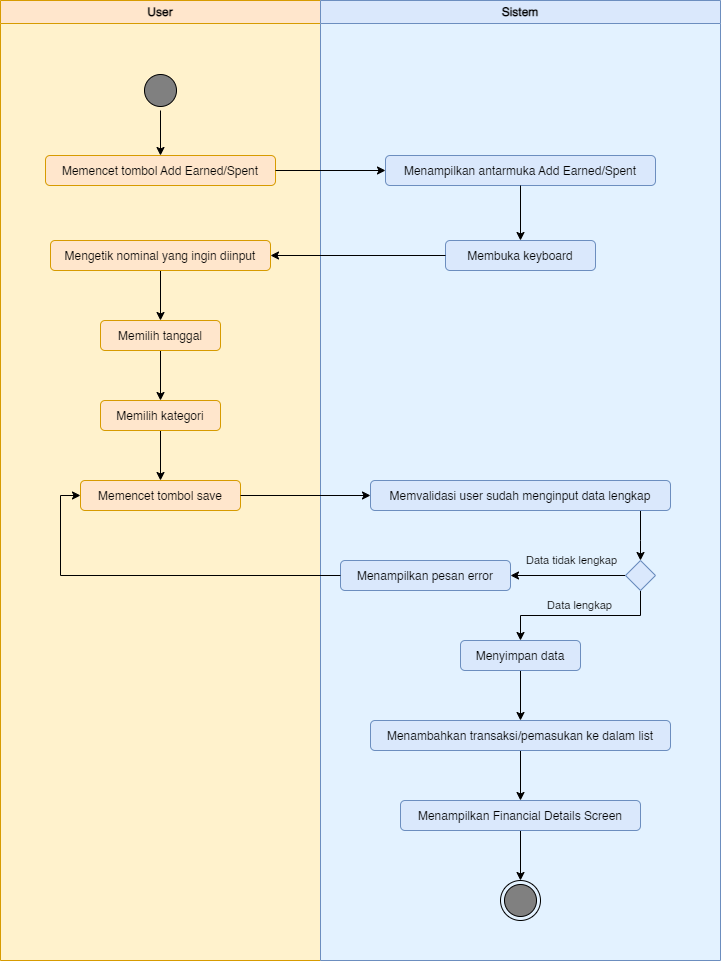 User
Sistem
Memencet tombol Add Earned/Spent
Menampilkan antarmuka Add Earned/Spent
Mengetik nominal yang ingin diinput
Membuka keyboard
Memilih tanggal
Memilih kategori
Memencet tombol save
Memvalidasi user sudah menginput data lengkap
Data tidak lengkap
Menampilkan pesan error
Data lengkap
Menyimpan data
Menambahkan transaksi/pemasukan ke dalam list
Menampilkan Financial Details Screen